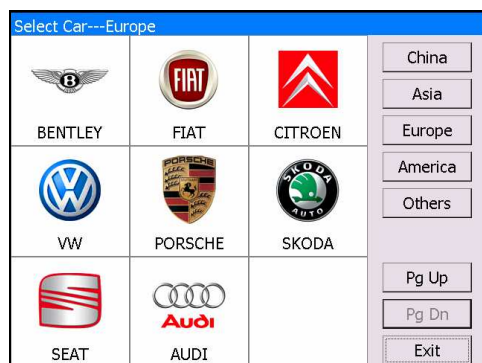 Select Car---Europe
FIAT
BENTLEY
FIAT
CITROEN
PORSCHE
SKODA
AUTO
VW
PORSCHE
SKODA
Audi
SEAT
AUDI
China
Asia
Europe
America
Others
Pg Up
Pg Dn
Exit